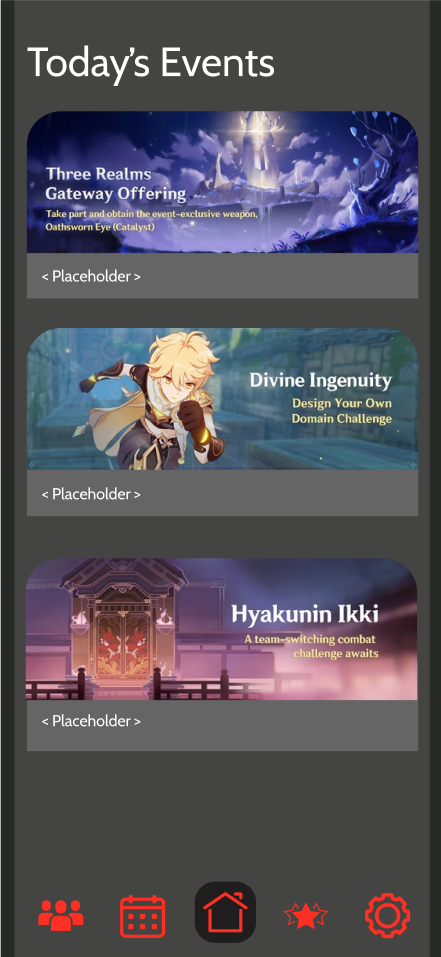 Today's Events
Three Realms
Gateway Offering
Take part and obtain the event-exclusive weapon,
Oathsworn Eye (Catalyst)
< Placeholder >
Divine Ingenuity
Design Your Own
Domain Challenge
< Placeholder >
Hyakunin Ikki
A team-switching combat
challenge awaits
< Placeholder >